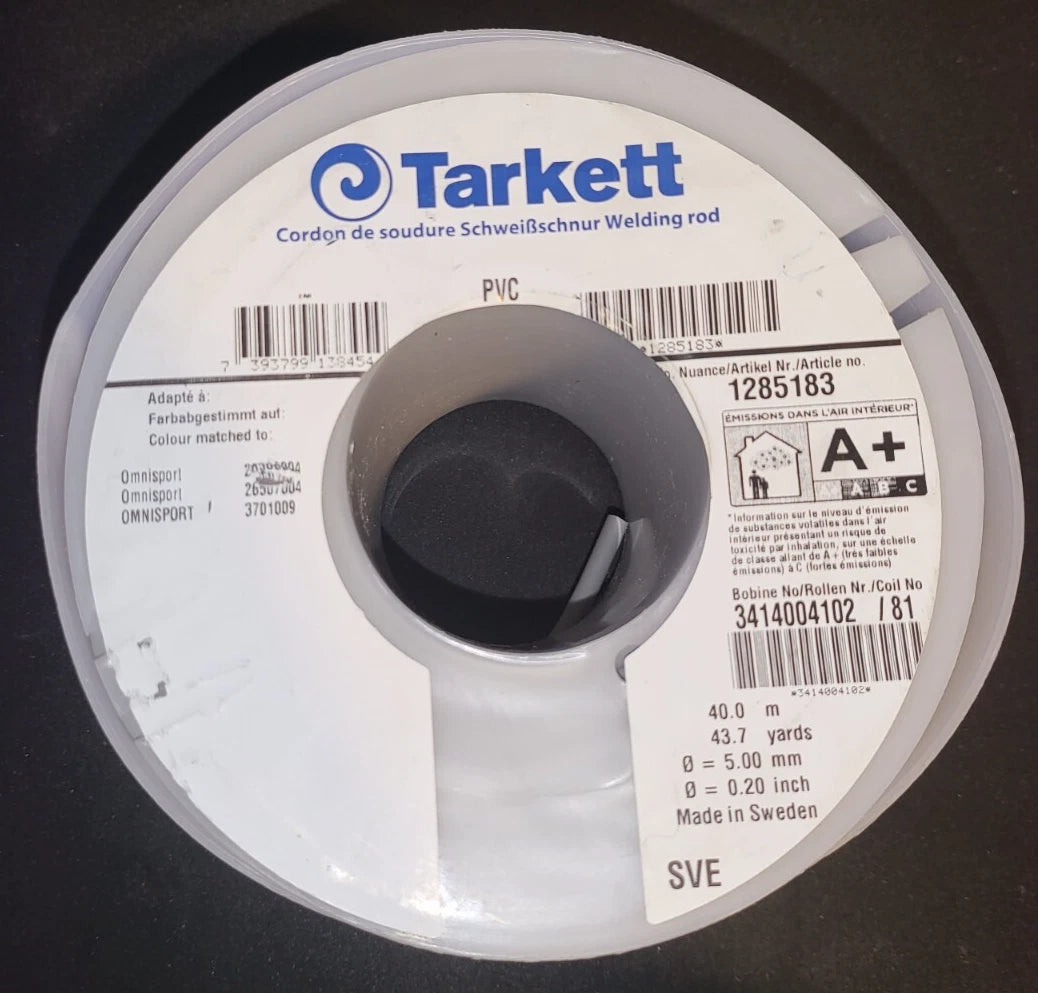 Tarkett
Cordon de soudure Schweißschnur Welding rod
PVC
7 393799 138454
*1285183*
Nuance/Artikel Nr./Article no.
1285183
Adapté à:
Farbabgestimmt auf:
Colour matched to:
Omnisport
Omnisport 26507004
OMNISPORT 3701009
ÉMISSIONS DANS L'AIR INTÉRIEUR*
A+
A B C
*Information sur le niveau d'émission
de substances volatiles dans l'air
intérieur présentant un risque de
toxicité par inhalation, sur une échelle
de classe allant de A+ (très faibles
émissions) à C (fortes émissions)
Bobine No/Rollen Nr./Coil No
3414004102 / 81
*3414004102*
40.0 m
43.7 yards
Ø = 5.00 mm
Ø = 0.20 inch
Made in Sweden
SVE